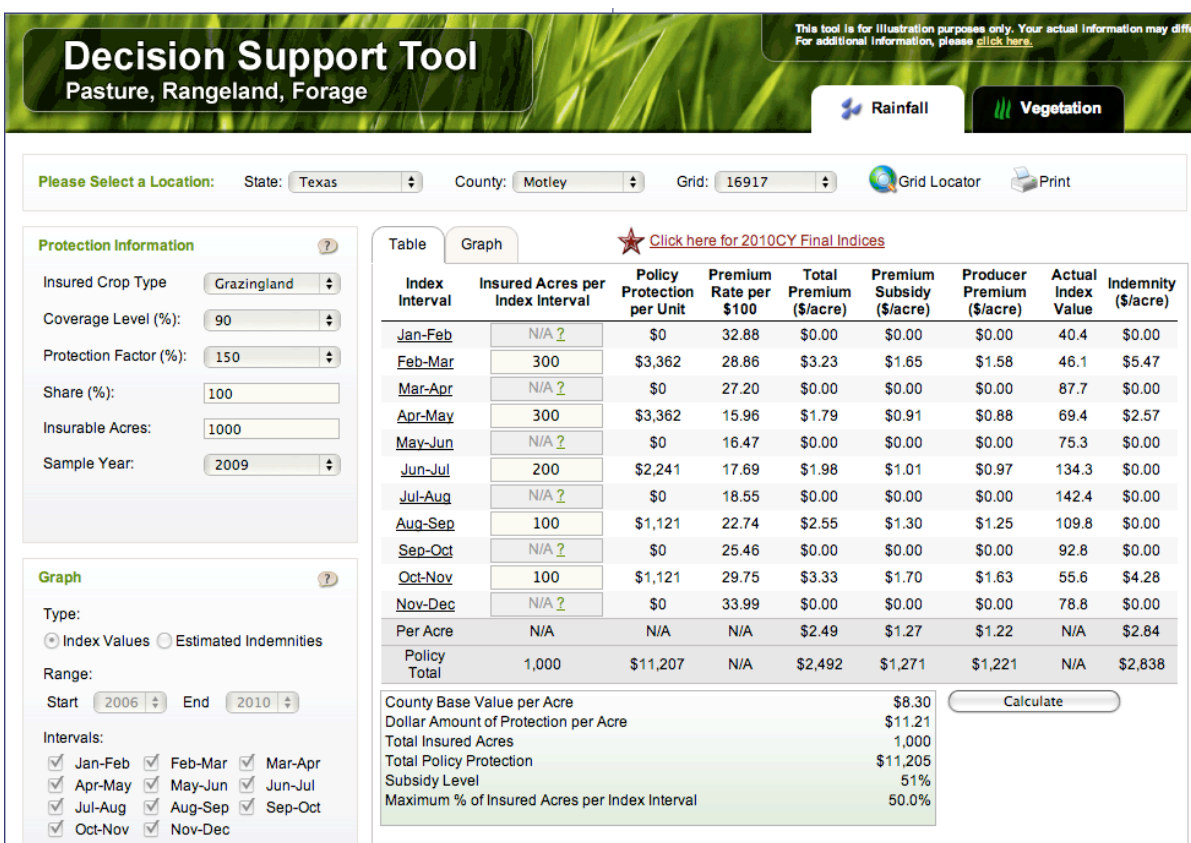 Decision Support Tool
Pasture, Rangeland, Forage
This tool is for illustration purposes only. Your actual information may
For additional information, please click here.
Rainfall
Vegetation
Please Select a Location: State: Texas County: Motley Grid: 16917 Grid Locator Print
Protection Information ?
Insured Crop Type Grazingland
Coverage Level (%): 90
Protection Factor (%): 150
Share (%): 100
Insurable Acres: 1000
Sample Year: 2009
Graph ?
Type:
Index Values Estimated Indemnities
Range:
Start 2006 End 2010
Intervals:
Jan-Feb Feb-Mar Mar-Apr
Apr-May May-Jun Jun-Jul
Jul-Aug Aug-Sep Sep-Oct
Oct-Nov Nov-Dec
Table Graph Click here for 2010CY Final Indices
Index Interval Insured Acres per Index Interval Policy Protection per Unit Premium Rate per $100 Total Premium ($/acre) Premium Subsidy ($/acre) Producer Premium ($/acre) Actual Index Value Indemnity ($/acre)
Jan-Feb N/A ? $0 32.88 $0.00 $0.00 $0.00 40.4 $0.00
Feb-Mar 300 $3,362 28.86 $3.23 $1.65 $1.58 46.1 $5.47
Mar-Apr N/A ? $0 27.20 $0.00 $0.00 $0.00 87.7 $0.00
Apr-May 300 $3,362 15.96 $1.79 $0.91 $0.88 69.4 $2.57
May-Jun N/A ? $0 16.47 $0.00 $0.00 $0.00 75.3 $0.00
Jun-Jul 200 $2,241 17.69 $1.98 $1.01 $0.97 134.3 $0.00
Jul-Aug N/A ? $0 18.55 $0.00 $0.00 $0.00 142.4 $0.00
Aug-Sep 100 $1,121 22.74 $2.55 $1.30 $1.25 109.8 $0.00
Sep-Oct N/A ? $0 25.46 $0.00 $0.00 $0.00 92.8 $0.00
Oct-Nov 100 $1,121 29.75 $3.33 $1.70 $1.63 55.6 $4.28
Nov-Dec N/A ? $0 33.99 $0.00 $0.00 $0.00 78.8 $0.00
Per Acre N/A N/A N/A $2.49 $1.27 $1.22 N/A $2.84
Policy Total 1,000 $11,207 N/A $2,492 $1,271 $1,221 N/A $2,838
County Base Value per Acre $8.30
Dollar Amount of Protection per Acre $11.21
Total Insured Acres 1,000
Total Policy Protection $11,205
Subsidy Level 51%
Maximum % of Insured Acres per Index Interval 50.0%
Calculate